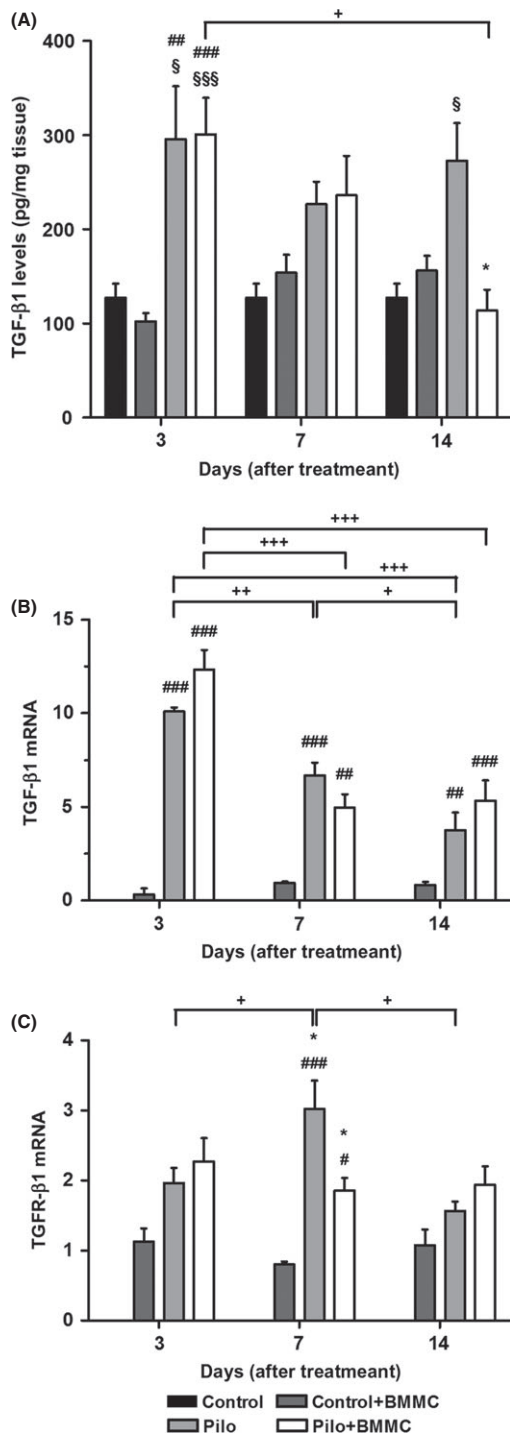 (A)
+
## ###
§ §§§ §
*
400
300
200
100
0
TGF-β1 levels (pg/mg tissue)
3 7 14
Days (after treatmeant)
+++
+++
+++
++ +
(B)
15
10
5
0
TGF-β1 mRNA
### ###
### ##
## ###
3 7 14
Days (after treatmeant)
(C)
+ +
*
###
*
#
4
3
2
1
0
TGFR-β1 mRNA
3 7 14
Days (after treatmeant)
Control Control+BMMC
Pilo Pilo+BMMC